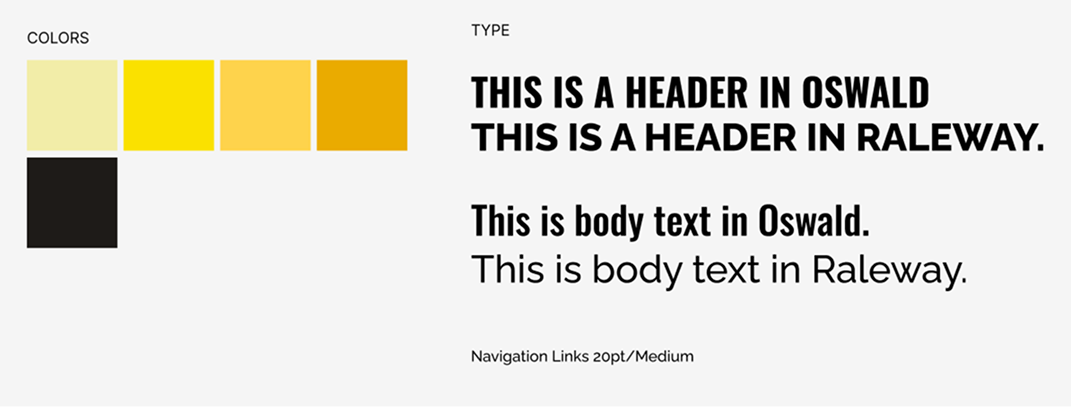 COLORS
TYPE
THIS IS A HEADER IN OSWALD
THIS IS A HEADER IN RALEWAY.
This is body text in Oswald.
This is body text in Raleway.
Navigation Links 20pt/Medium